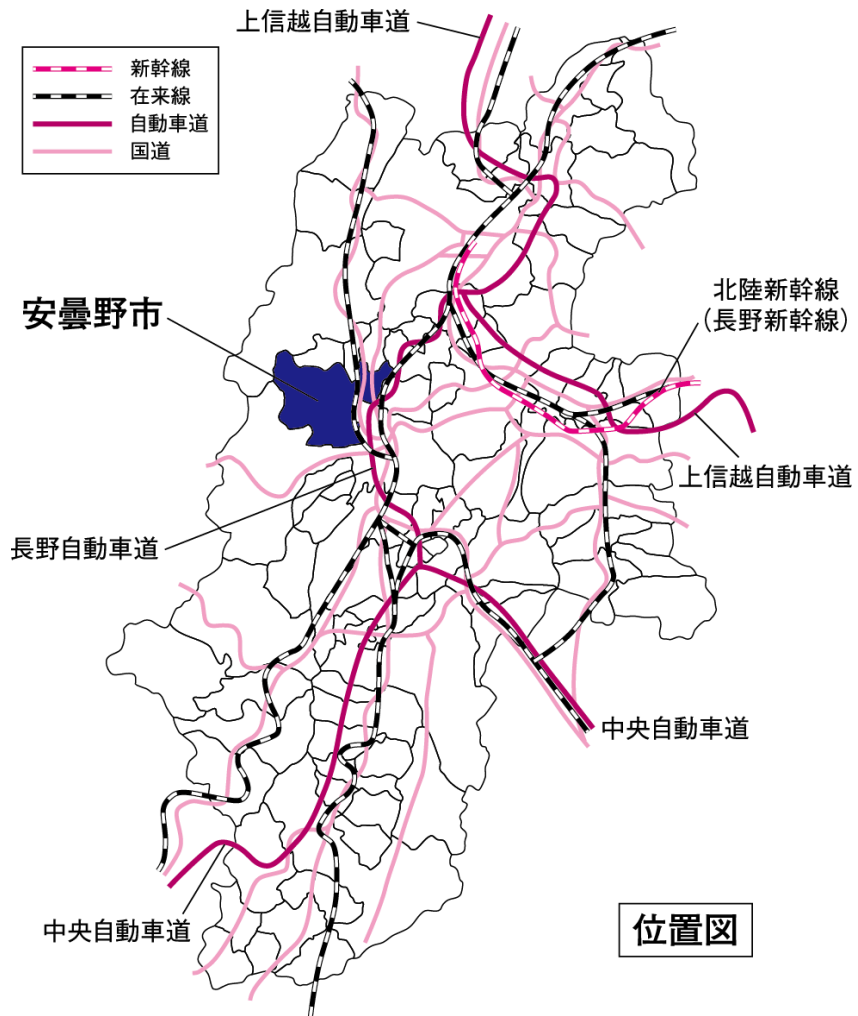 上信越自動車道
新幹線
在来線
自動車道
国道
安曇野市
北陸新幹線
（長野新幹線）
上信越自動車道
長野自動車道
中央自動車道
中央自動車道
位置図